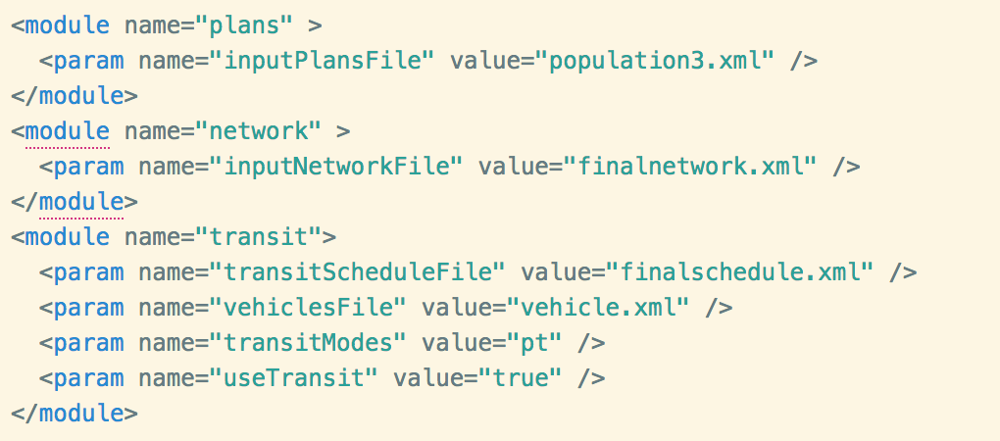 <module name="plans" >
<param name="inputPlansFile" value="population3.xml" />
</module>
<module name="network" >
<param name="inputNetworkFile" value="finalnetwork.xml" />
</module>
<module name="transit">
<param name="transitScheduleFile" value="finalschedule.xml" />
<param name="vehiclesFile" value="vehicle.xml" />
<param name="transitModes" value="pt" />
<param name="useTransit" value="true" />
</module>